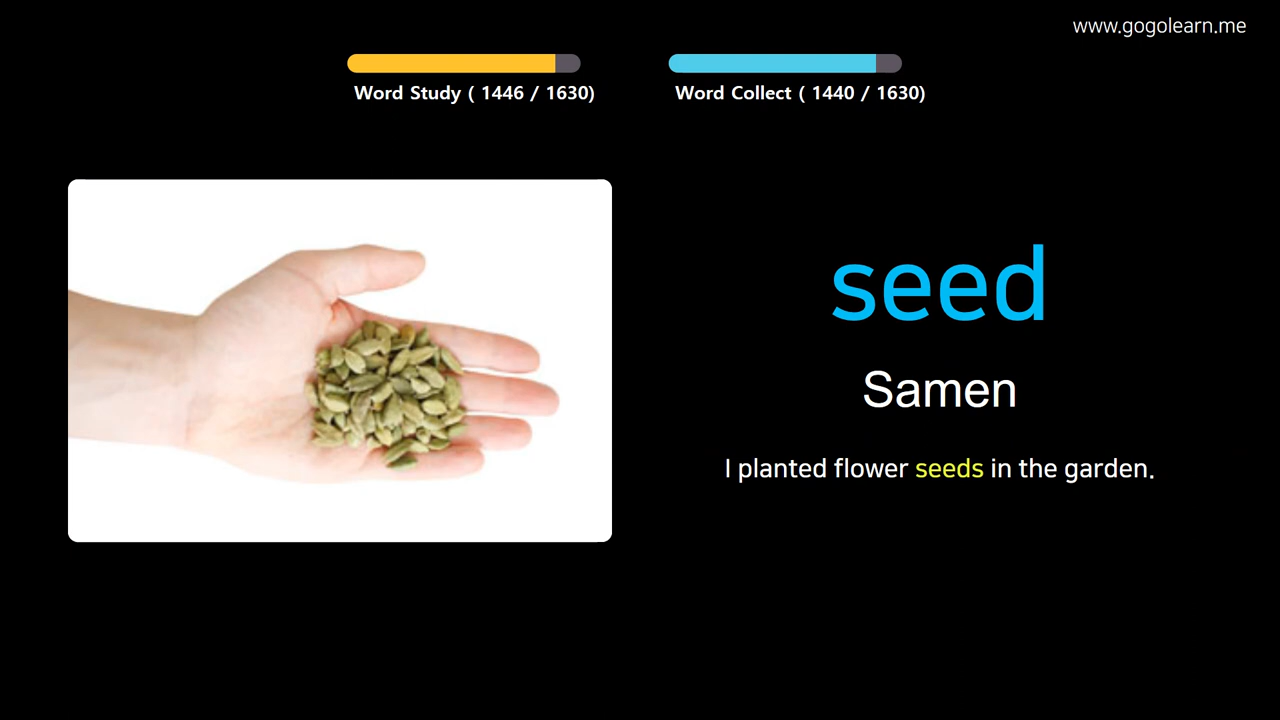 www.gogolearn.me
Word Study ( 1446 / 1630)
Word Collect ( 1440 / 1630)
seed
Samen
I planted flower seeds in the garden.